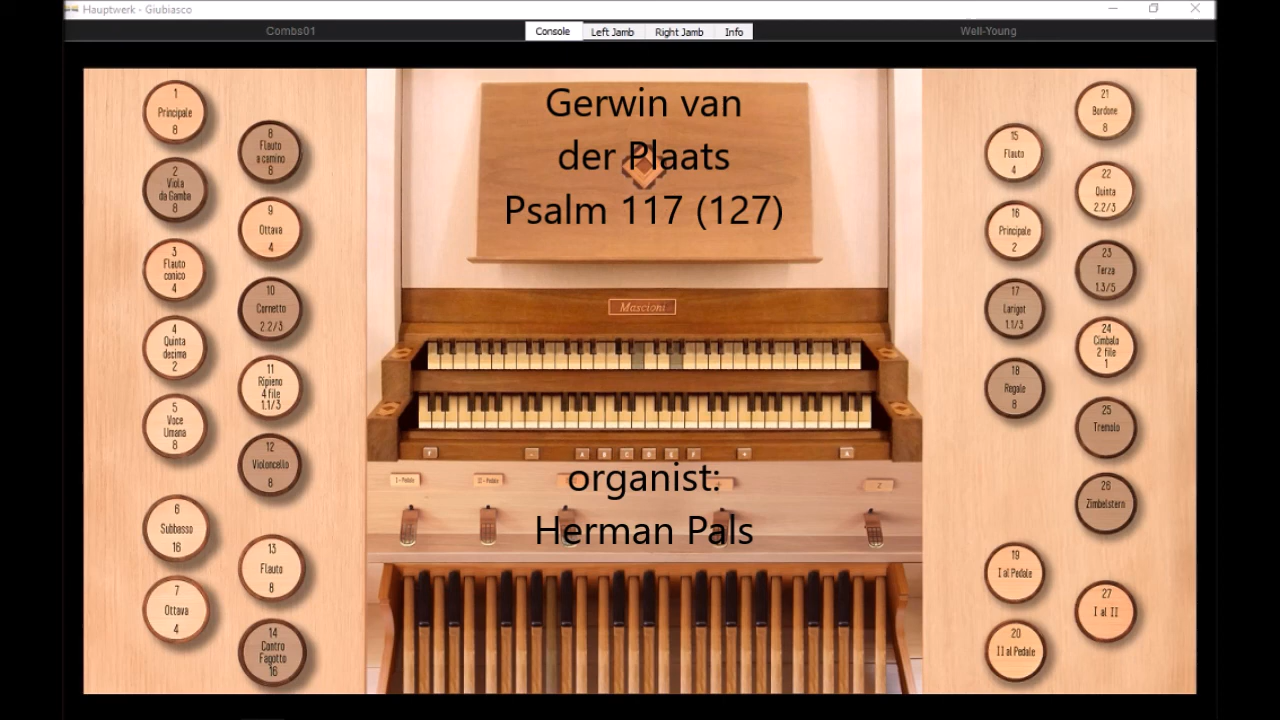 Hauptwerk - Giubiasco
Combs01
Console
Left Jamb
Right Jamb
Info
Well-Young
Gerwin van
der Plaats
Psalm 117 (127)
Mascioni
organist:
Herman Pals
1
Principale
8
2
Viola
da Gamba
8
3
Flauto
conico
4
4
Quinta
decima
2
5
Voce
Umana
8
6
Subbasso
16
7
Ottava
4
8
Flauto
a camino
8
9
Ottava
4
10
Cornetto
2.2/3
11
Ripieno
4 file
1.1/3
12
Violoncello
8
13
Flauto
8
14
Contro
Fagotto
16
I - Pedale
II - Pedale
15
Flauto
4
16
Principale
2
17
Larigot
1.1/3
18
Regale
8
19
I al Pedale
20
II al Pedale
21
Bordone
8
22
Quinta
2.2/3
23
Terza
1.3/5
24
Cimbalo
2 file
1
25
Tremolo
26
Zimbelstern
27
I al II